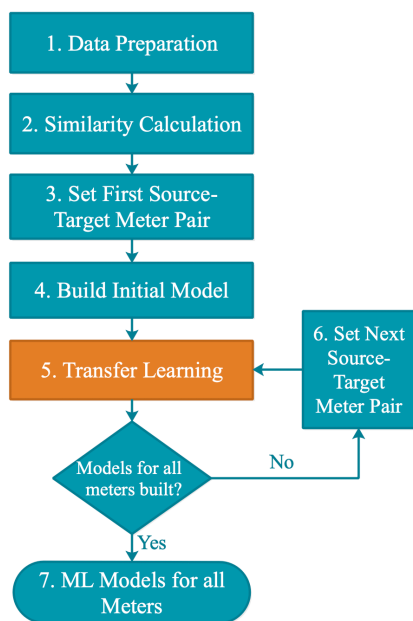 1. Data Preparation
2. Similarity Calculation
3. Set First Source-
Target Meter Pair
4. Build Initial Model
5. Transfer Learning
6. Set Next
Source-
Target
Meter Pair
Models for all
meters built?
No
Yes
7. ML Models for all
Meters